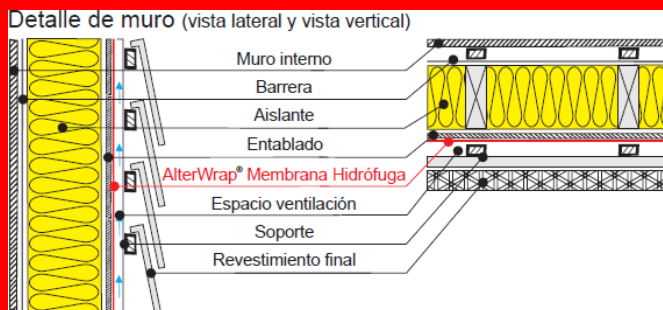 Detalle de muro (vista lateral y vista vertical)
Muro interno
Barrera
Aislante
Entablado
AlterWrap® Membrana Hidrófuga
Espacio ventilación
Soporte
Revestimiento final